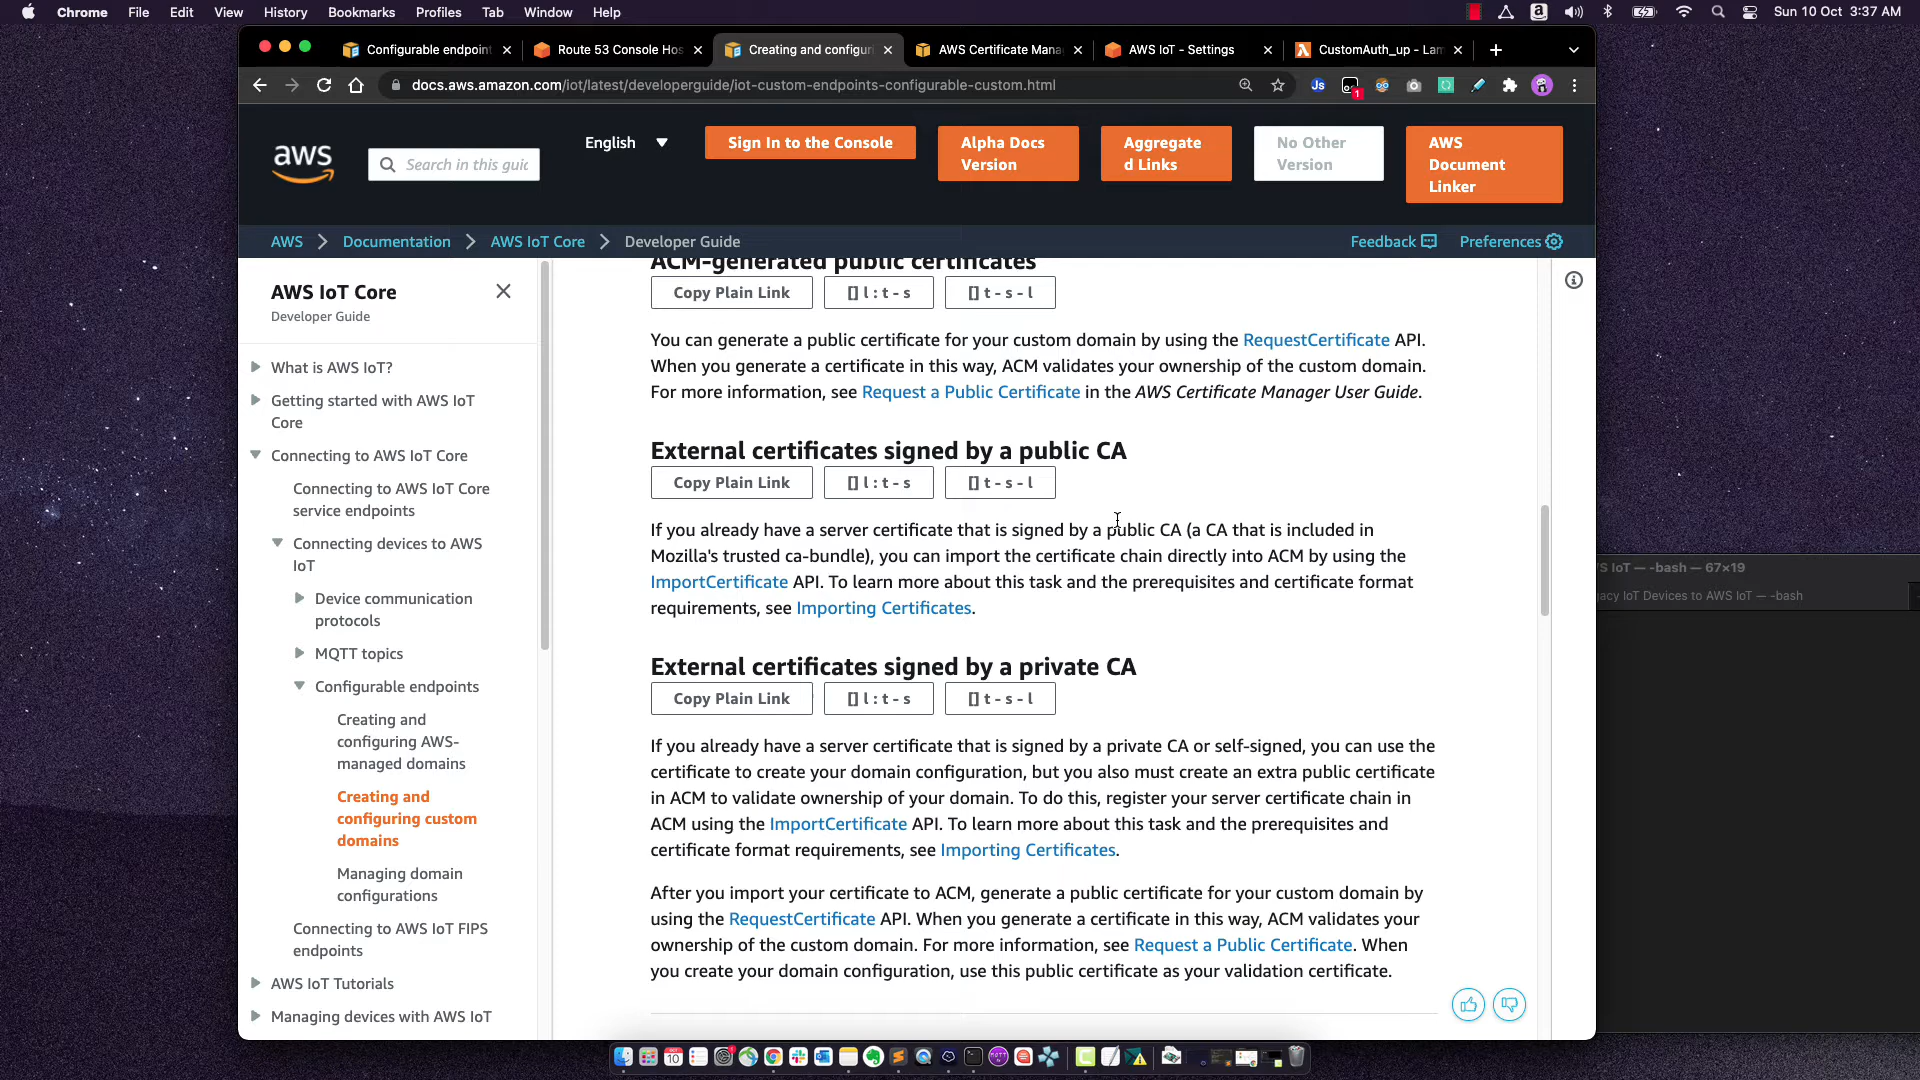 Chrome File Edit View History Bookmarks Profiles Tab Window Help
Sun 10 Oct 3:37 AM
Configurable endpoint
Route 53 Console Hos
Creating and configuri
AWS Certificate Mana
AWS IoT - Settings
CustomAuth_up - Lam
docs.aws.amazon.com/iot/latest/developerguide/iot-custom-endpoints-configurable-custom.html
Js
1
aws
Search in this guid
English
Sign In to the Console
Alpha Docs
Version
Aggregate
d Links
No Other
Version
AWS
Document
Linker
AWS
Documentation
AWS IoT Core
Developer Guide
Feedback
Preferences
AWS IoT Core
Developer Guide
What is AWS IoT?
Getting started with AWS IoT
Core
Connecting to AWS IoT Core
Connecting to AWS IoT Core
service endpoints
Connecting devices to AWS
IoT
Device communication
protocols
MQTT topics
Configurable endpoints
Creating and
configuring AWS-
managed domains
Creating and
configuring custom
domains
Managing domain
configurations
Connecting to AWS IoT FIPS
endpoints
AWS IoT Tutorials
Managing devices with AWS IoT
ACM-generated public certificates
Copy Plain Link
[] l : t - s
[] t - s - l
You can generate a public certificate for your custom domain by using the RequestCertificate API.
When you generate a certificate in this way, ACM validates your ownership of the custom domain.
For more information, see Request a Public Certificate in the AWS Certificate Manager User Guide.
External certificates signed by a public CA
Copy Plain Link
[] l : t - s
[] t - s - l
If you already have a server certificate that is signed by a public CA (a CA that is included in
Mozilla's trusted ca-bundle), you can import the certificate chain directly into ACM by using the
ImportCertificate API. To learn more about this task and the prerequisites and certificate format
requirements, see Importing Certificates.
External certificates signed by a private CA
Copy Plain Link
[] l : t - s
[] t - s - l
If you already have a server certificate that is signed by a private CA or self-signed, you can use the
certificate to create your domain configuration, but you also must create an extra public certificate
in ACM to validate ownership of your domain. To do this, register your server certificate chain in
ACM using the ImportCertificate API. To learn more about this task and the prerequisites and
certificate format requirements, see Importing Certificates.
After you import your certificate to ACM, generate a public certificate for your custom domain by
using the RequestCertificate API. When you generate a certificate in this way, ACM validates your
ownership of the custom domain. For more information, see Request a Public Certificate. When
you create your domain configuration, use this public certificate as your validation certificate.
S IoT — -bash — 67×19
acy IoT Devices to AWS IoT — -bash